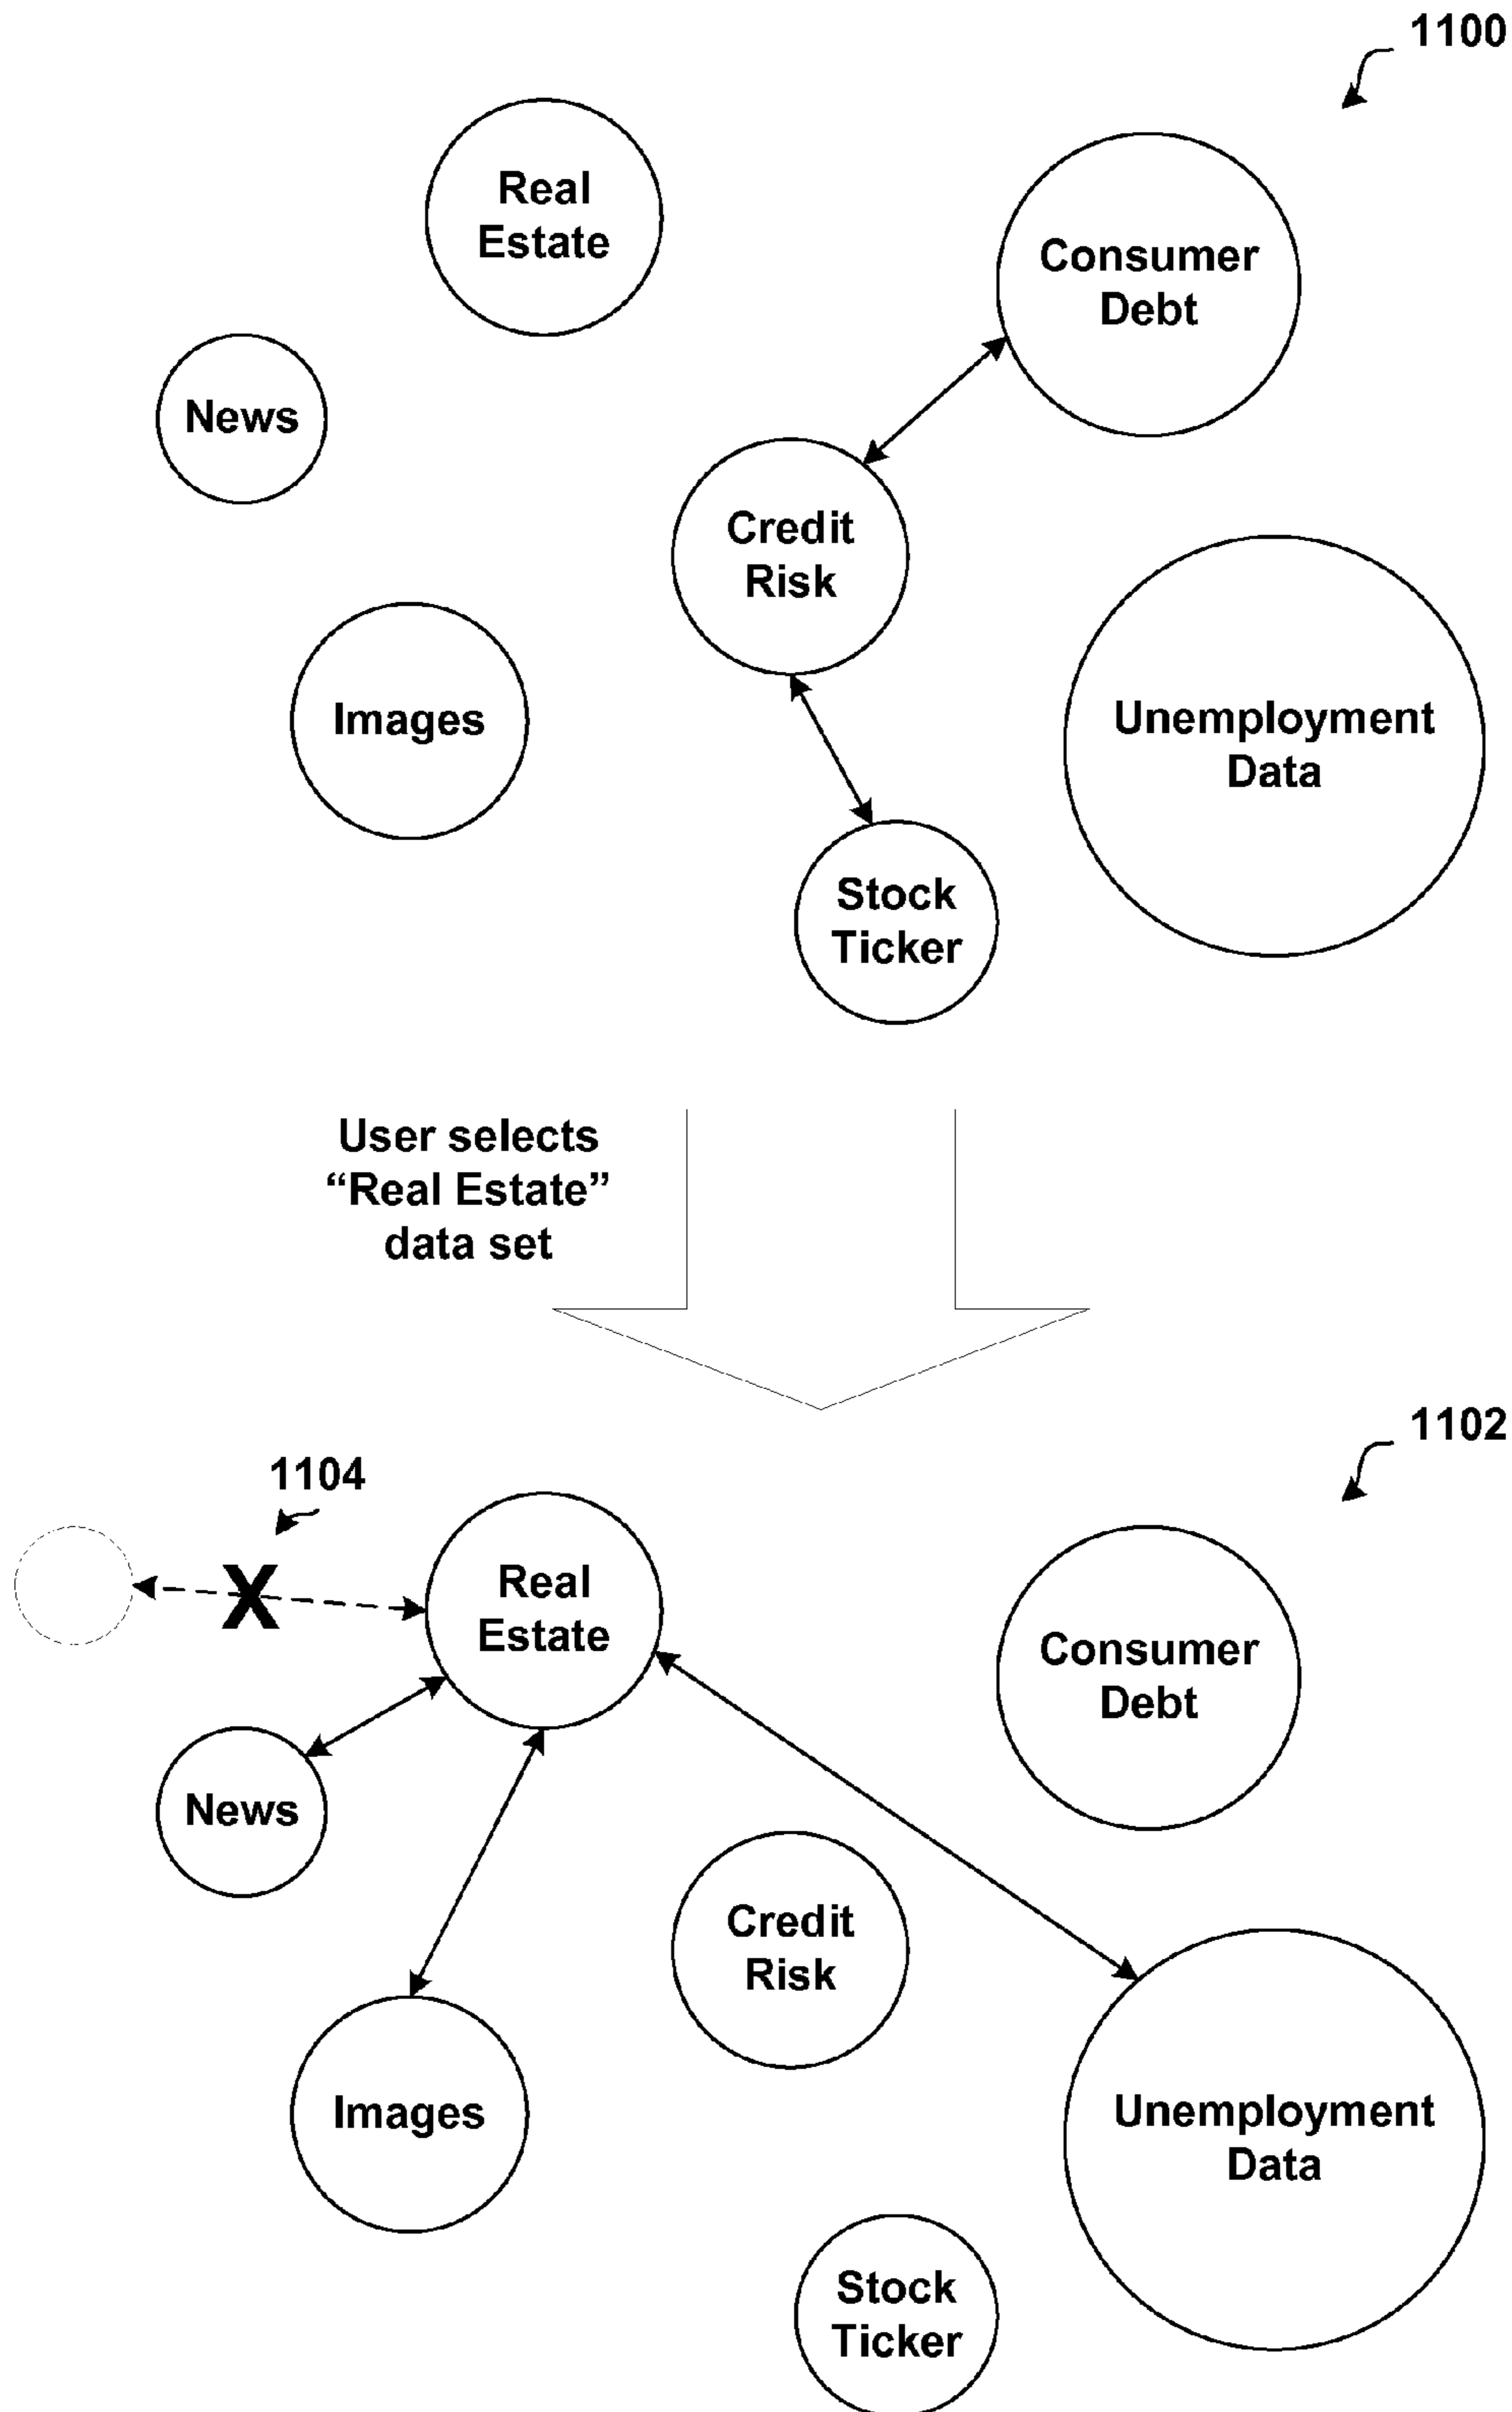 1100
Real
Estate
Consumer
Debt
News
Credit
Risk
Images
Unemployment
Data
Stock
Ticker
User selects
“Real Estate”
data set
1102
1104
Real
Estate
Consumer
Debt
News
Credit
Risk
Images
Unemployment
Data
Stock
Ticker